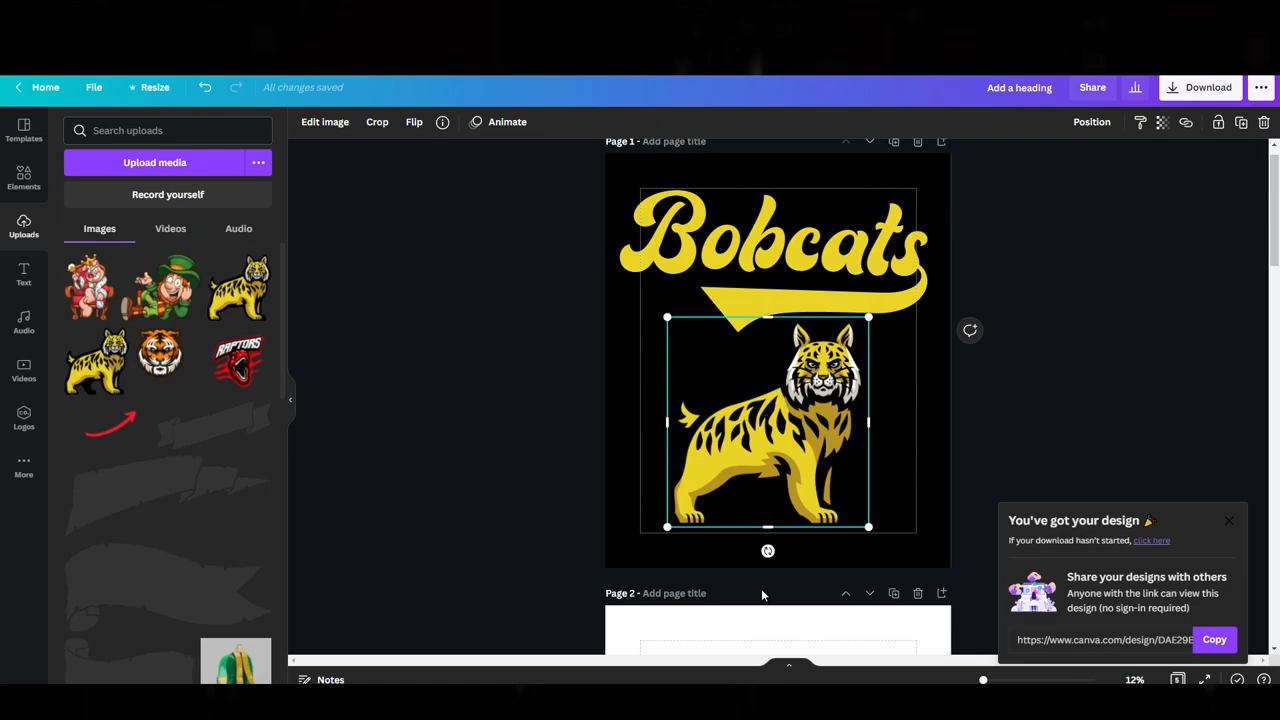 Home
File
Resize
All changes saved
Add a heading
Share
Download
Templates
Elements
Uploads
Text
Audio
Videos
Logos
More
Search uploads
Upload media
Record yourself
Images
Videos
Audio
RAPTORS
Edit image
Crop
Flip
Animate
Position
Page 1 - Add page title
Bobcats
Page 2 - Add page title
You've got your design
If your download hasn't started, click here
Share your designs with others
Anyone with the link can view this
design (no sign-in required)
https://www.canva.com/design/DAE29E
Copy
Notes
12%
5